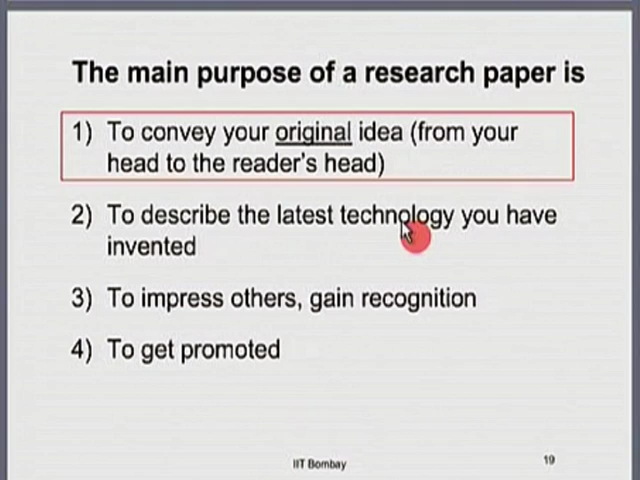 The main purpose of a research paper is
1) To convey your original idea (from your
head to the reader's head)
2) To describe the latest technology you have
invented
3) To impress others, gain recognition
4) To get promoted
IIT Bombay
19